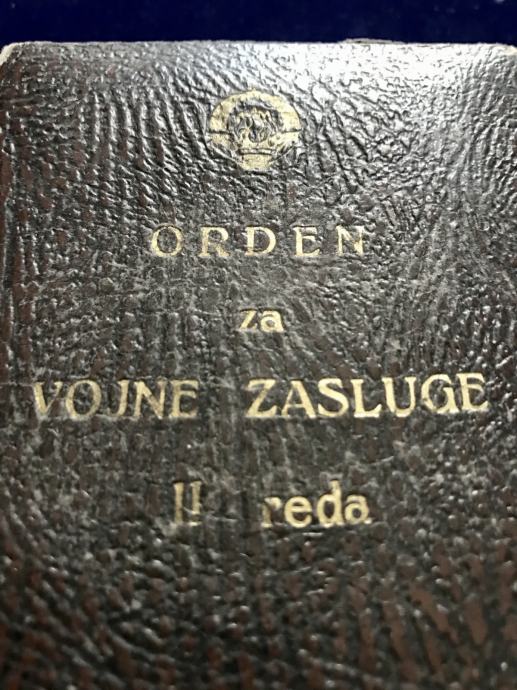 ORDEN
za
VOJNE ZASLUGE
II reda